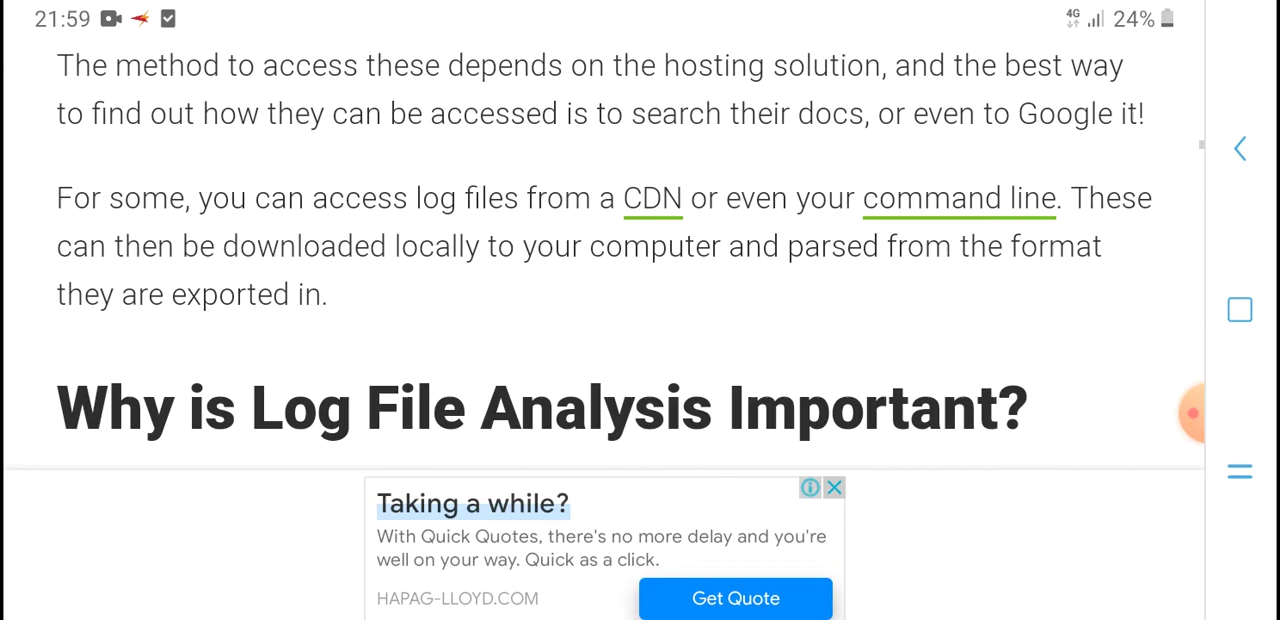 21:59
4G
24%
The method to access these depends on the hosting solution, and the best way
to find out how they can be accessed is to search their docs, or even to Google it!
For some, you can access log files from a CDN or even your command line. These
can then be downloaded locally to your computer and parsed from the format
they are exported in.
Why is Log File Analysis Important?
Taking a while?
With Quick Quotes, there's no more delay and you're
well on your way. Quick as a click.
HAPAG-LLOYD.COM
Get Quote